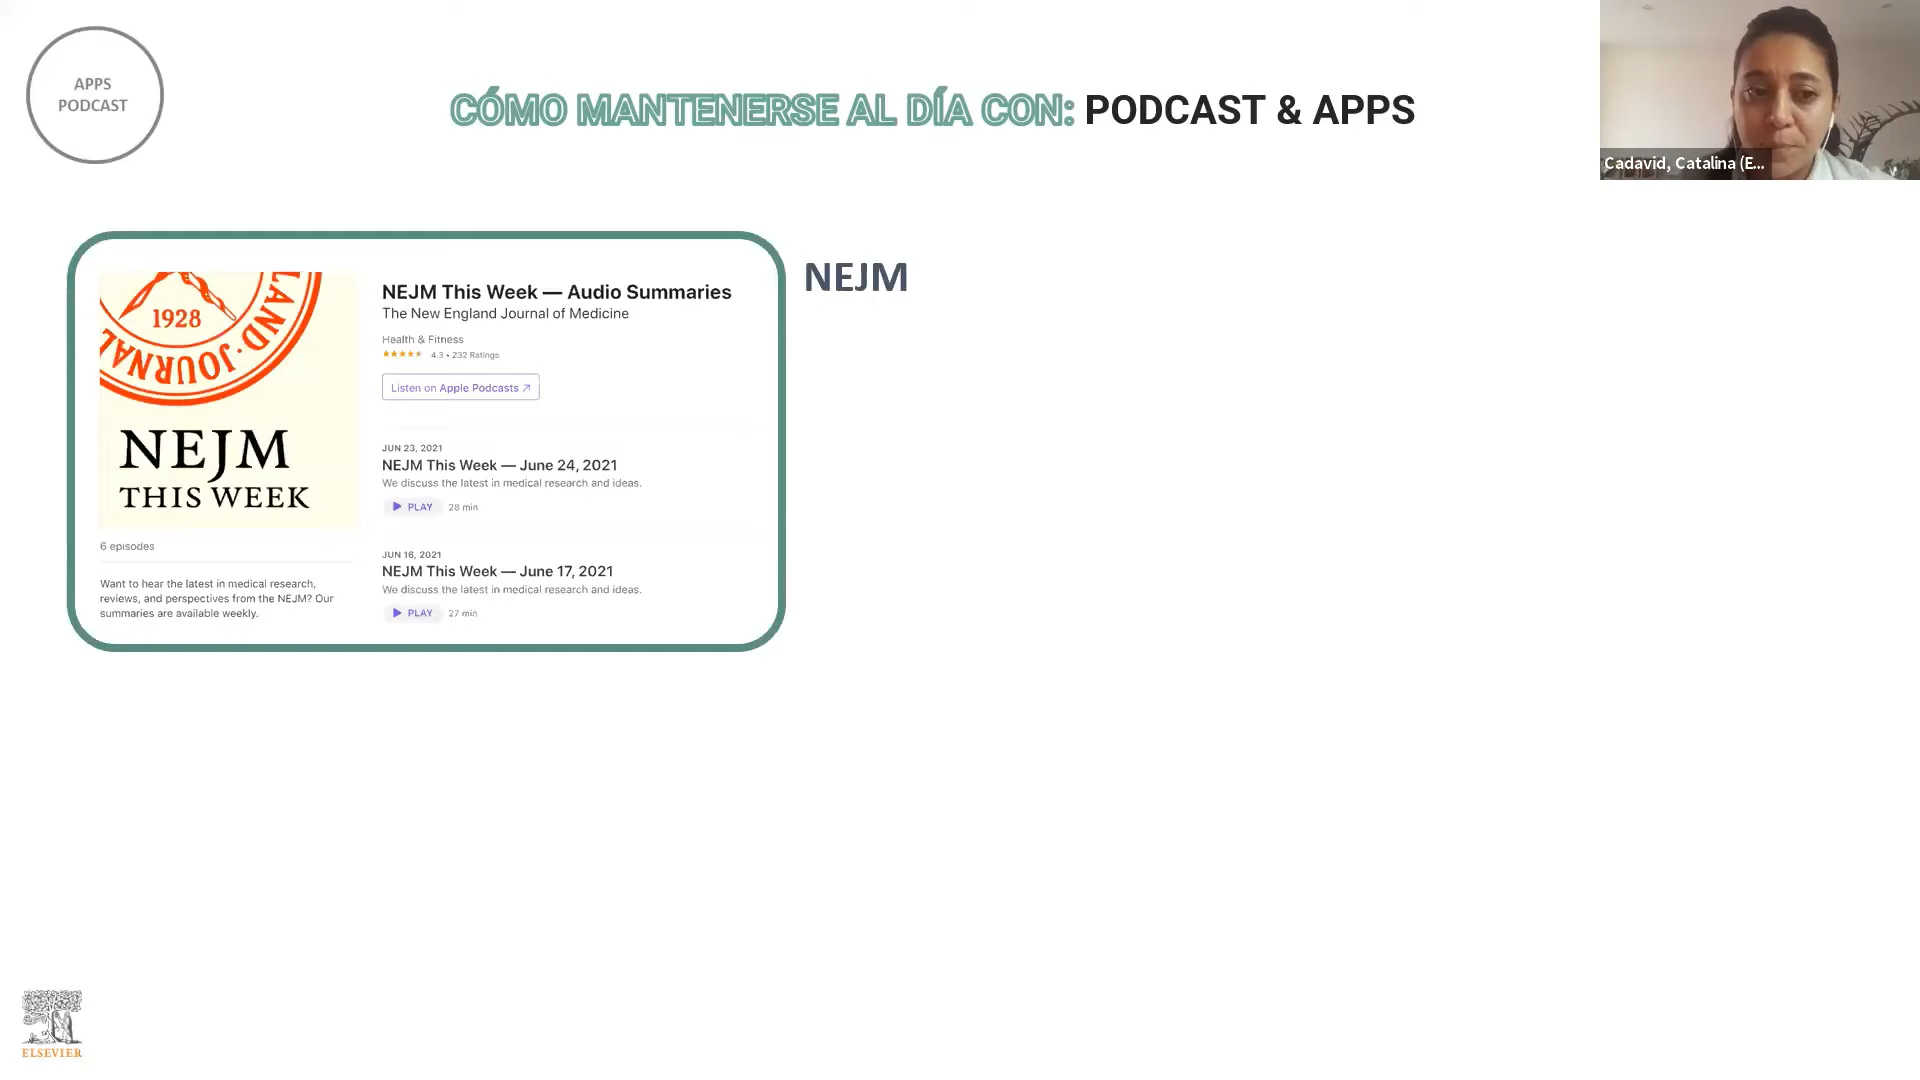 APPS
PODCAST
CÓMO MANTENERSE AL DÍA CON: PODCAST & APPS
Cadavid, Catalina (E...
LAND · JOURNAL
1928
NEJM
THIS WEEK
6 episodes
Want to hear the latest in medical research,
reviews, and perspectives from the NEJM? Our
summaries are available weekly.
NEJM This Week — Audio Summaries
The New England Journal of Medicine
Health & Fitness
4.3 • 232 Ratings
Listen on Apple Podcasts ↗
JUN 23, 2021
NEJM This Week — June 24, 2021
We discuss the latest in medical research and ideas.
PLAY 28 min
JUN 16, 2021
NEJM This Week — June 17, 2021
We discuss the latest in medical research and ideas.
PLAY 27 min
NEJM
ELSEVIER